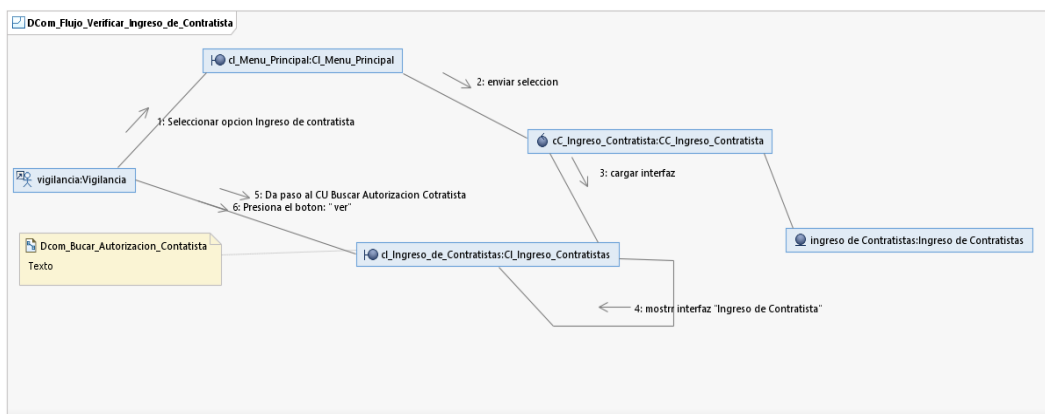 DCom_Flujo_Verificar_Ingreso_de_Contratista
cI_Menu_Principal:CI_Menu_Principal
2: enviar seleccion
1: Seleccionar opcion Ingreso de contratista
cC_Ingreso_Contratista:CC_Ingreso_Contratista
3: cargar interfaz
vigilancia:Vigilancia
5: Da paso al CU Buscar Autorizacion Cotratista
6: Presiona el boton: "ver"
Dcom_Bucar_Autorizacion_Contatista
Texto
cI_Ingreso_de_Contratistas:CI_Ingreso_Contratistas
ingreso de Contratistas:Ingreso de Contratistas
4: mostrr interfaz "Ingreso de Contratista"